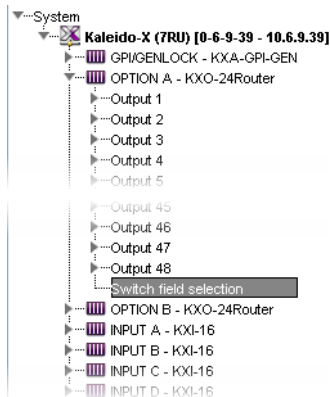 System
Kaleido-X (7RU) [0-6-9-39 - 10.6.9.39]
GPI/GENLOCK - KXA-GPI-GEN
OPTION A - KXO-24Router
Output 1
Output 2
Output 3
Output 4
Output 5
Output 45
Output 46
Output 47
Output 48
Switch field selection
OPTION B - KXO-24Router
INPUT A - KXI-16
INPUT B - KXI-16
INPUT C - KXI-16
INPUT D - KXI-16